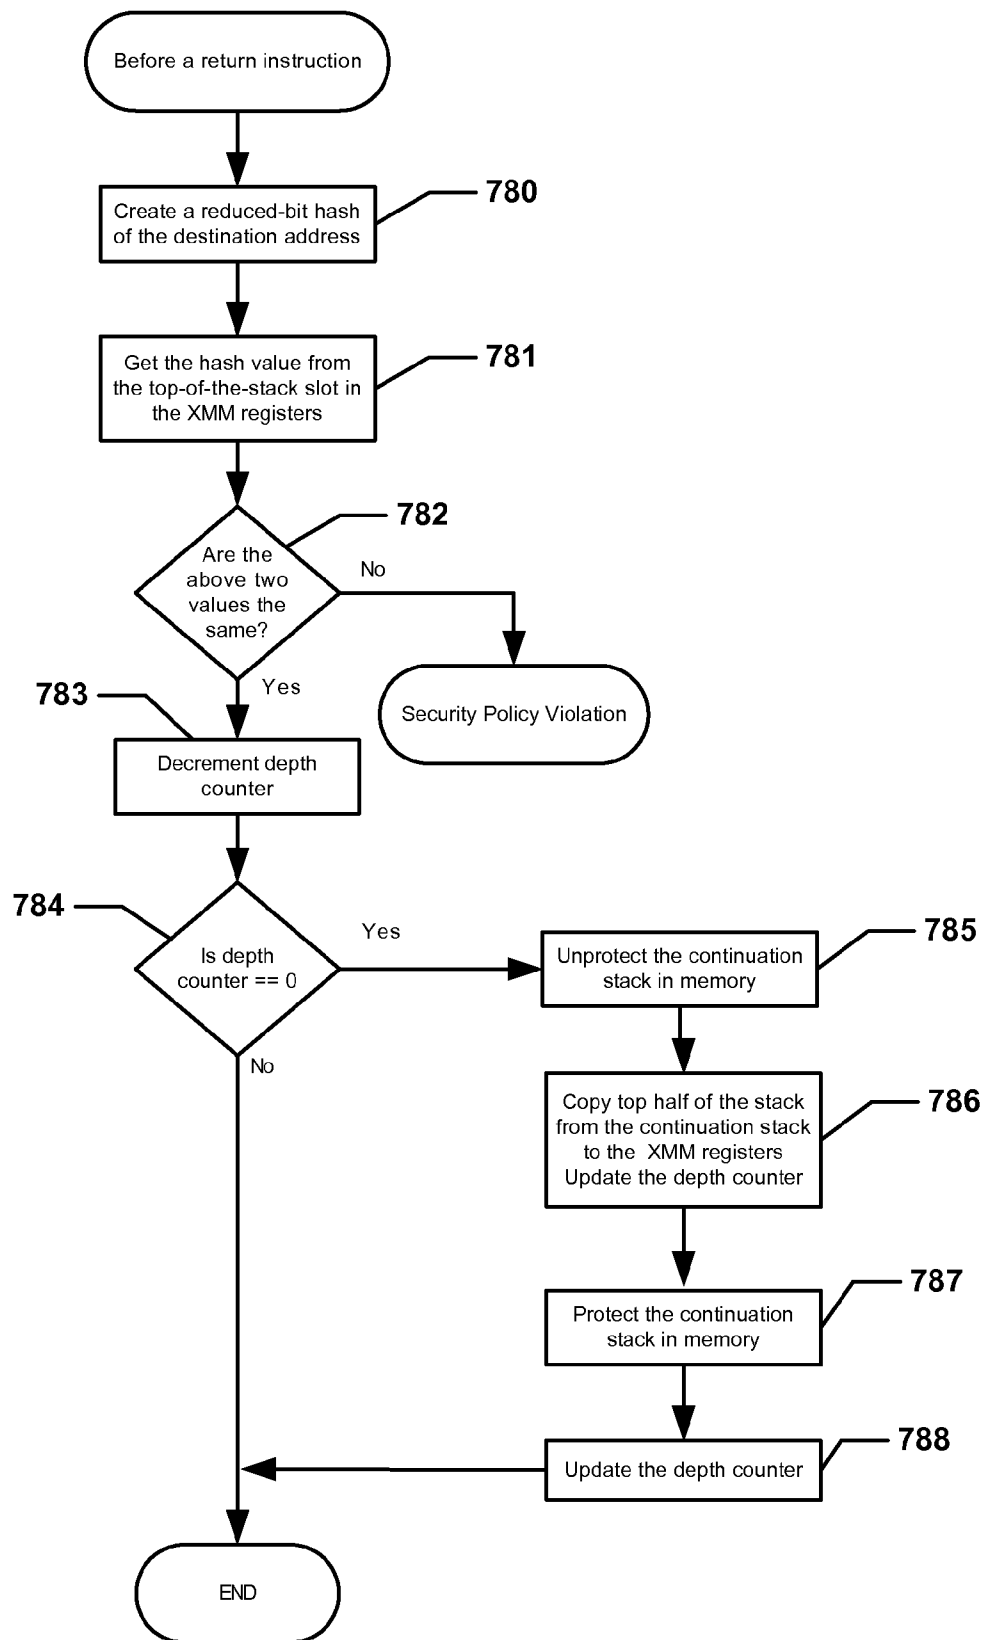 Before a return instruction
780
Create a reduced-bit hash
of the destination address
781
Get the hash value from
the top-of-the-stack slot in
the XMM registers
782
Are the
above two
values the
same?
No
Yes
Security Policy Violation
783
Decrement depth
counter
784
Is depth
counter == 0
Yes
No
785
Unprotect the continuation
stack in memory
786
Copy top half of the stack
from the continuation stack
to the XMM registers
Update the depth counter
787
Protect the continuation
stack in memory
788
Update the depth counter
END